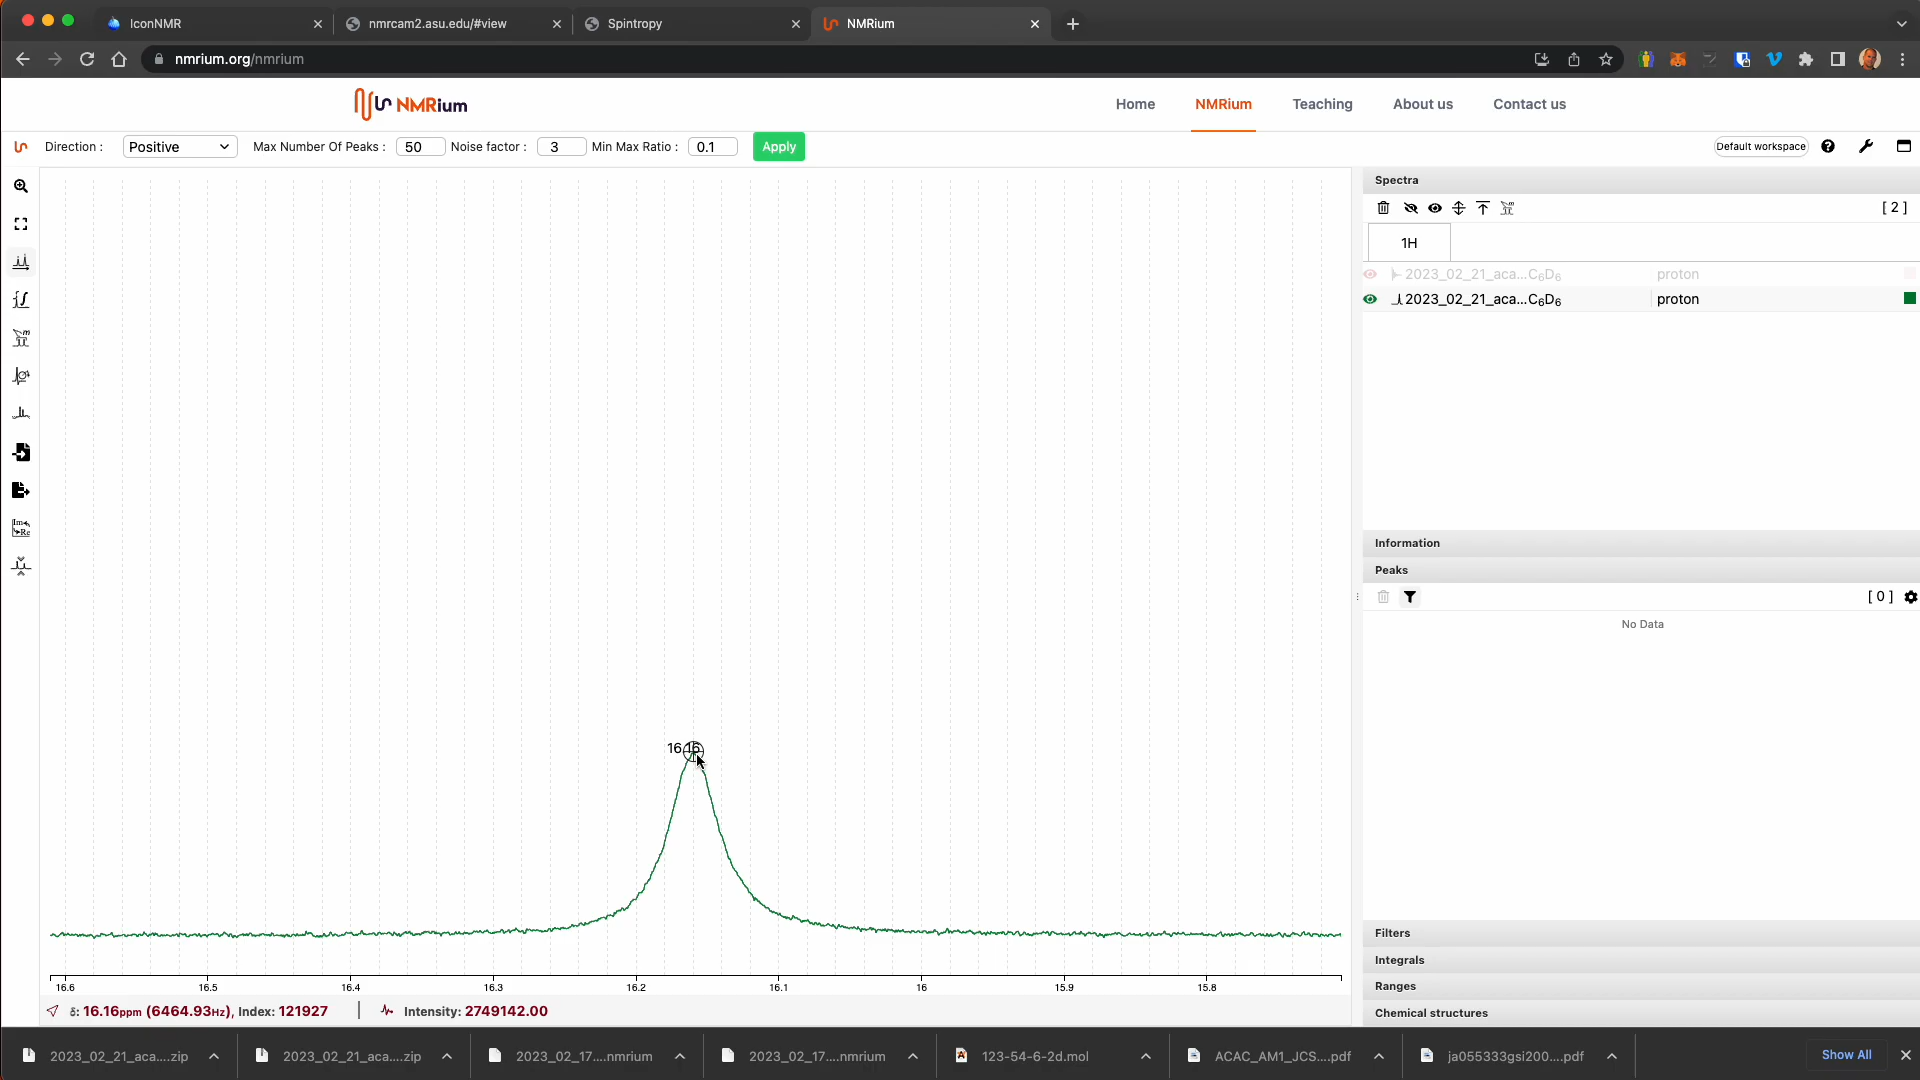 IconNMR
nmrcam2.asu.edu/#view
Spintropy
NMRium
nmrium.org/nmrium
NMRium
Home
NMRium
Teaching
About us
Contact us
Direction :
Positive
Max Number Of Peaks :
50
Noise factor :
3
Min Max Ratio :
0.1
Apply
Default workspace
Spectra
[ 2 ]
1H
2023_02_21_aca...C₆D₆ proton
2023_02_21_aca...C₆D₆ proton
Information
Peaks
[ 0 ]
No Data
16.16
Filters
Integrals
Ranges
Chemical structures
16.6 16.5 16.4 16.3 16.2 16.1 16 15.9 15.8
δ: 16.16ppm (6464.93Hz), Index: 121927
Intensity: 2749142.00
2023_02_21_aca....zip
2023_02_21_aca....zip
2023_02_17....nmrium
2023_02_17....nmrium
123-54-6-2d.mol
ACAC_AM1_JCS....pdf
ja055333gsi200....pdf
Show All